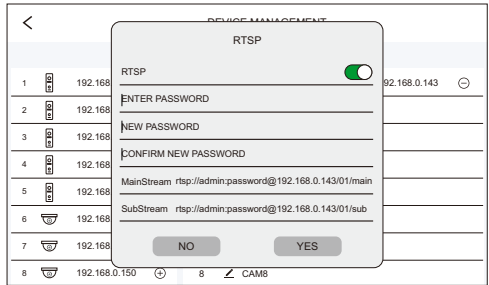 DEVICE MANAGEMENT
RTSP
RTSP
1 192.168 92.168.0.143
ENTER PASSWORD
2 192.168
NEW PASSWORD
3 192.168
CONFIRM NEW PASSWORD
4 192.168
MainStream rtsp://admin:password@192.168.0.143/01/main
5 192.168
SubStream rtsp://admin:password@192.168.0.143/01/sub
6 192.168
7 192.168
NO YES
8 192.168.0.150 8 CAM8